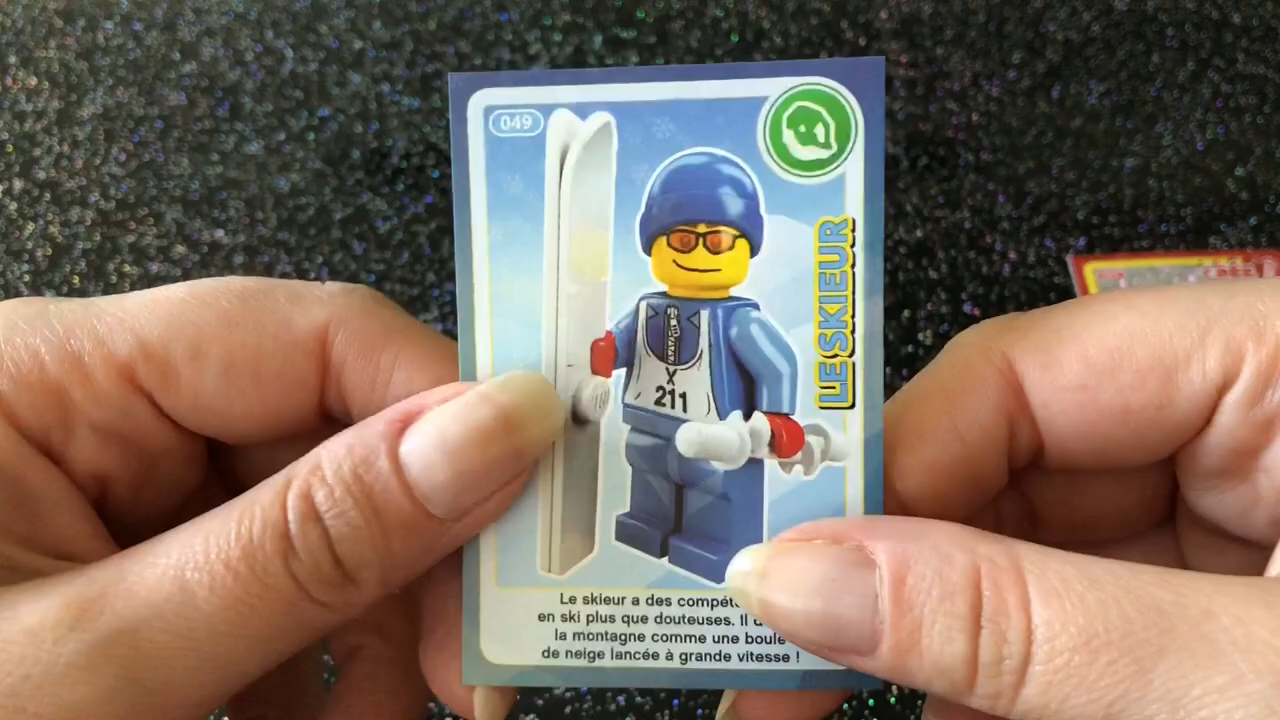 049
LE SKIEUR
X
211
Le skieur a des
en ski plus que douteuses. Il
la montagne comme une boule
de neige lancée à grande vitesse !